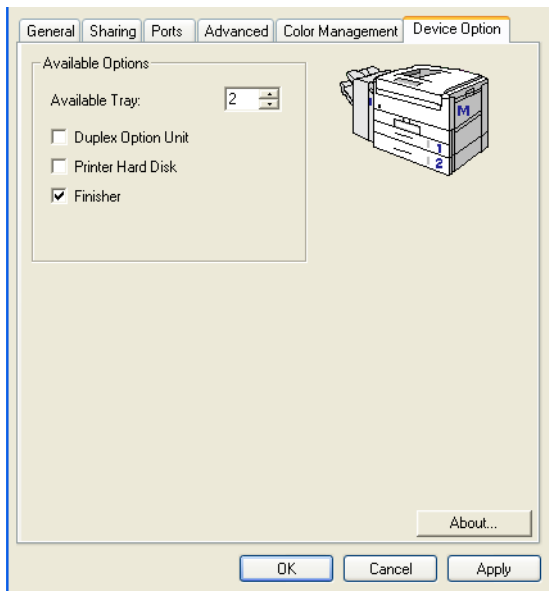 General Sharing Ports Advanced Color Management Device Option
Available Options
Available Tray: 2
Duplex Option Unit
Printer Hard Disk
Finisher
M
1
2
About...
OK Cancel Apply